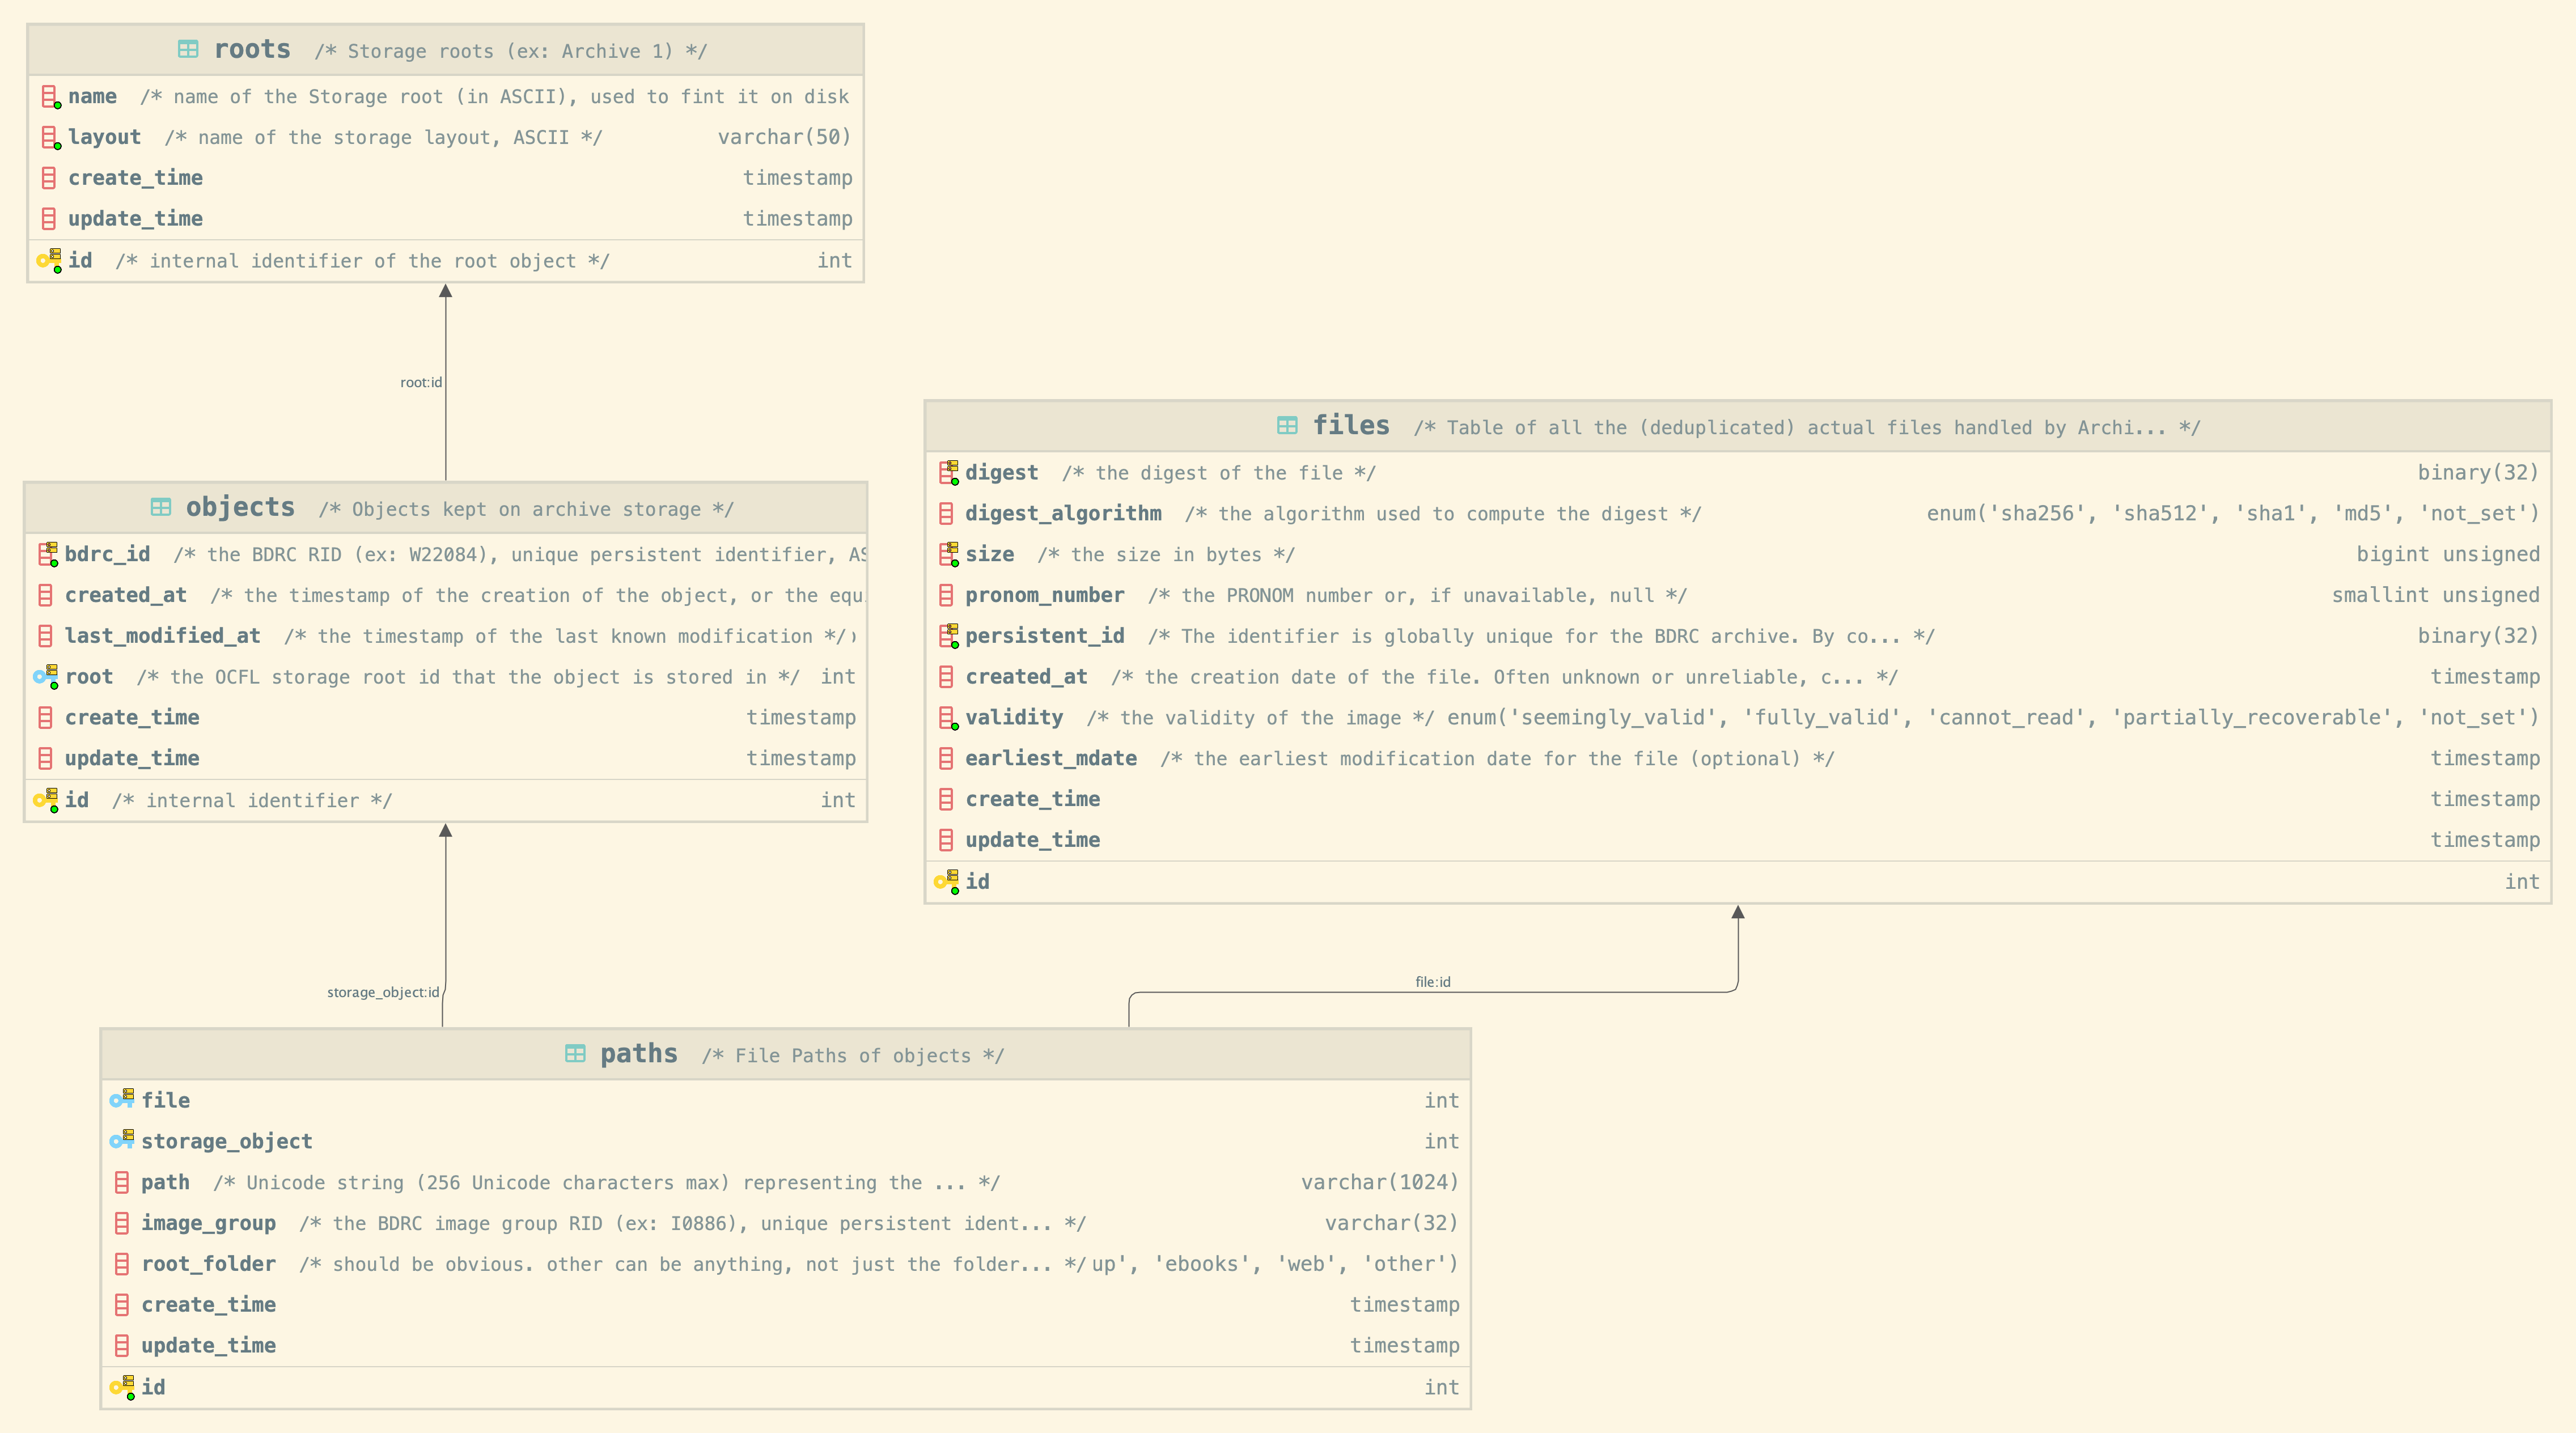 roots /* Storage roots (ex: Archive 1) */
name /* name of the Storage root (in ASCII), used to fint it on disk
layout /* name of the storage layout, ASCII */ varchar(50)
create_time timestamp
update_time timestamp
id /* internal identifier of the root object */ int
root:id
objects /* Objects kept on archive storage */
bdrc_id /* the BDRC RID (ex: W22084), unique persistent identifier, AS
created_at /* the timestamp of the creation of the object, or the equ.
last_modified_at /* the timestamp of the last known modification */)
root /* the OCFL storage root id that the object is stored in */ int
create_time timestamp
update_time timestamp
id /* internal identifier */ int
files /* Table of all the (deduplicated) actual files handled by Archi... */
digest /* the digest of the file */ binary(32)
digest_algorithm /* the algorithm used to compute the digest */ enum('sha256', 'sha512', 'sha1', 'md5', 'not_set')
size /* the size in bytes */ bigint unsigned
pronom_number /* the PRONOM number or, if unavailable, null */ smallint unsigned
persistent_id /* The identifier is globally unique for the BDRC archive. By co... */ binary(32)
created_at /* the creation date of the file. Often unknown or unreliable, c... */ timestamp
validity /* the validity of the image */ enum('seemingly_valid', 'fully_valid', 'cannot_read', 'partially_recoverable', 'not_set')
earliest_mdate /* the earliest modification date for the file (optional) */ timestamp
create_time timestamp
update_time timestamp
id int
storage_object:id
file:id
paths /* File Paths of objects */
file int
storage_object int
path /* Unicode string (256 Unicode characters max) representing the ... */ varchar(1024)
image_group /* the BDRC image group RID (ex: I0886), unique persistent ident... */ varchar(32)
root_folder /* should be obvious. other can be anything, not just the folder... */ up', 'ebooks', 'web', 'other')
create_time timestamp
update_time timestamp
id int